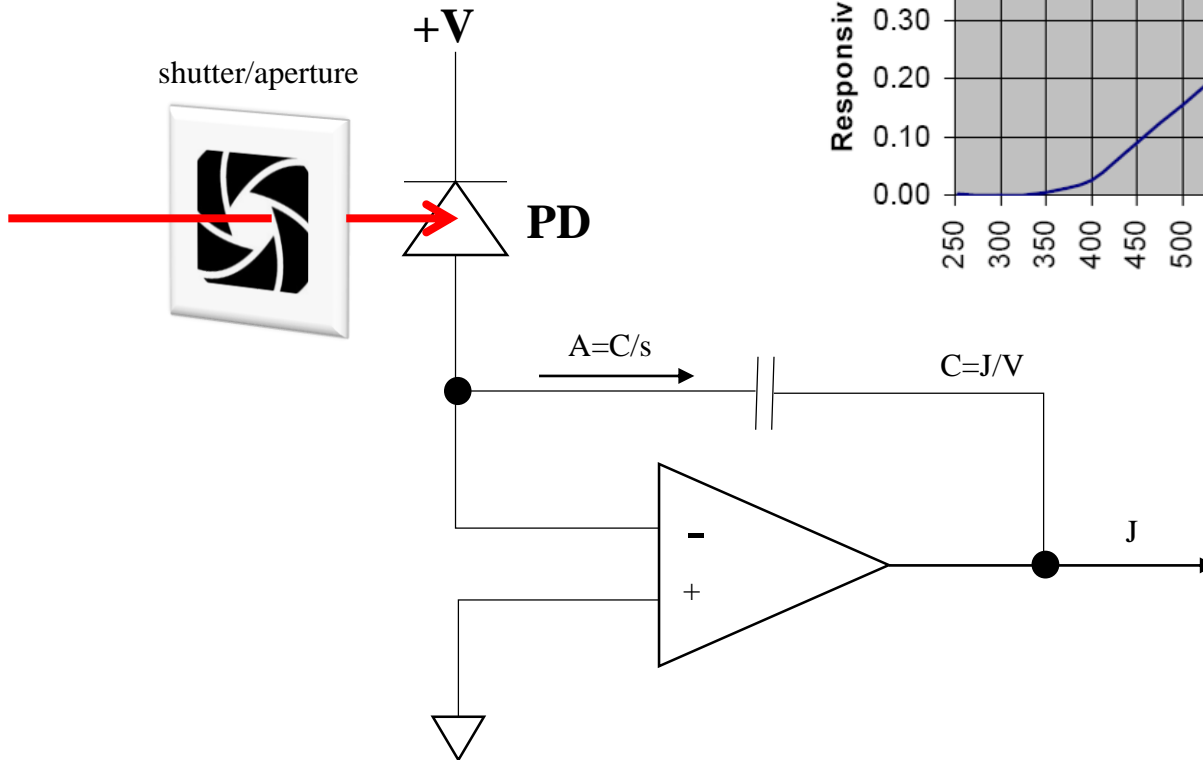 +V
shutter/aperture
PD
A=C/s
C=J/V
-
+
J
Responsiv
0.30
0.20
0.10
0.00
250
300
350
400
450
500